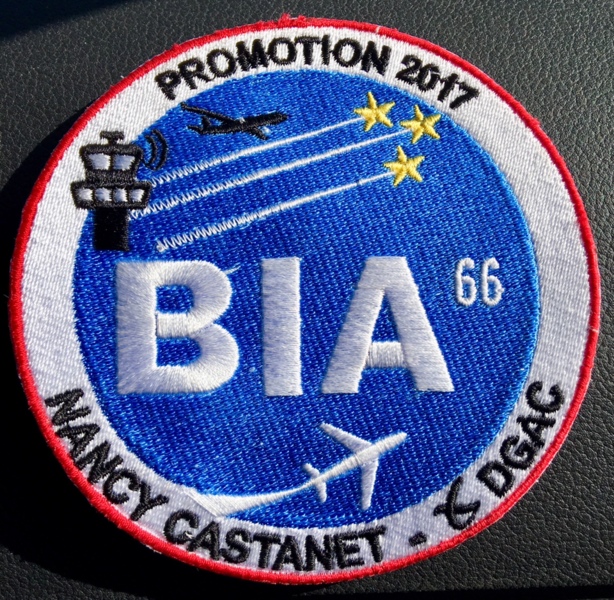 PROMOTION 2017
BIA 66
NANCY CASTANET - DGAC